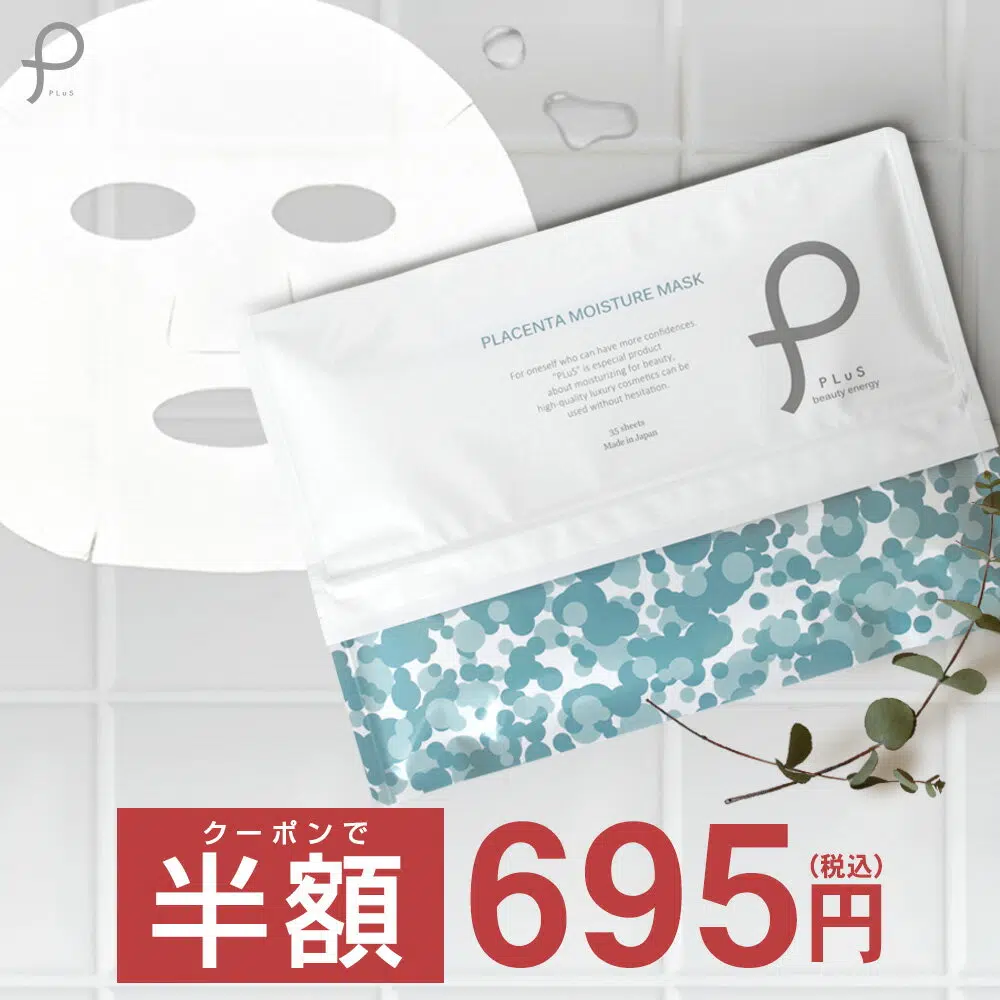 PLuS
PLACENTA MOISTURE MASK
For oneself who can have more confidences.
"PLuS" is especial product
about moisturizing for beauty,
high-quality luxury cosmetics can be
used without hesitation.
35 sheets
Made in Japan
PLuS
beauty energy
クーポンで
半額
695円
(税込)